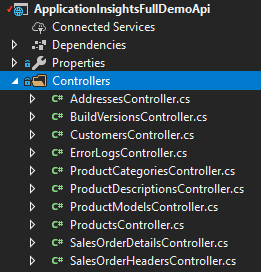 ApplicationInsightsFullDemoApi
Connected Services
Dependencies
Properties
Controllers
C# AddressesController.cs
C# BuildVersionsController.cs
C# CustomersController.cs
C# ErrorLogsController.cs
C# ProductCategoriesController.cs
C# ProductDescriptionsController.cs
C# ProductModelsController.cs
C# ProductsController.cs
C# SalesOrderDetailsController.cs
C# SalesOrderHeadersController.cs